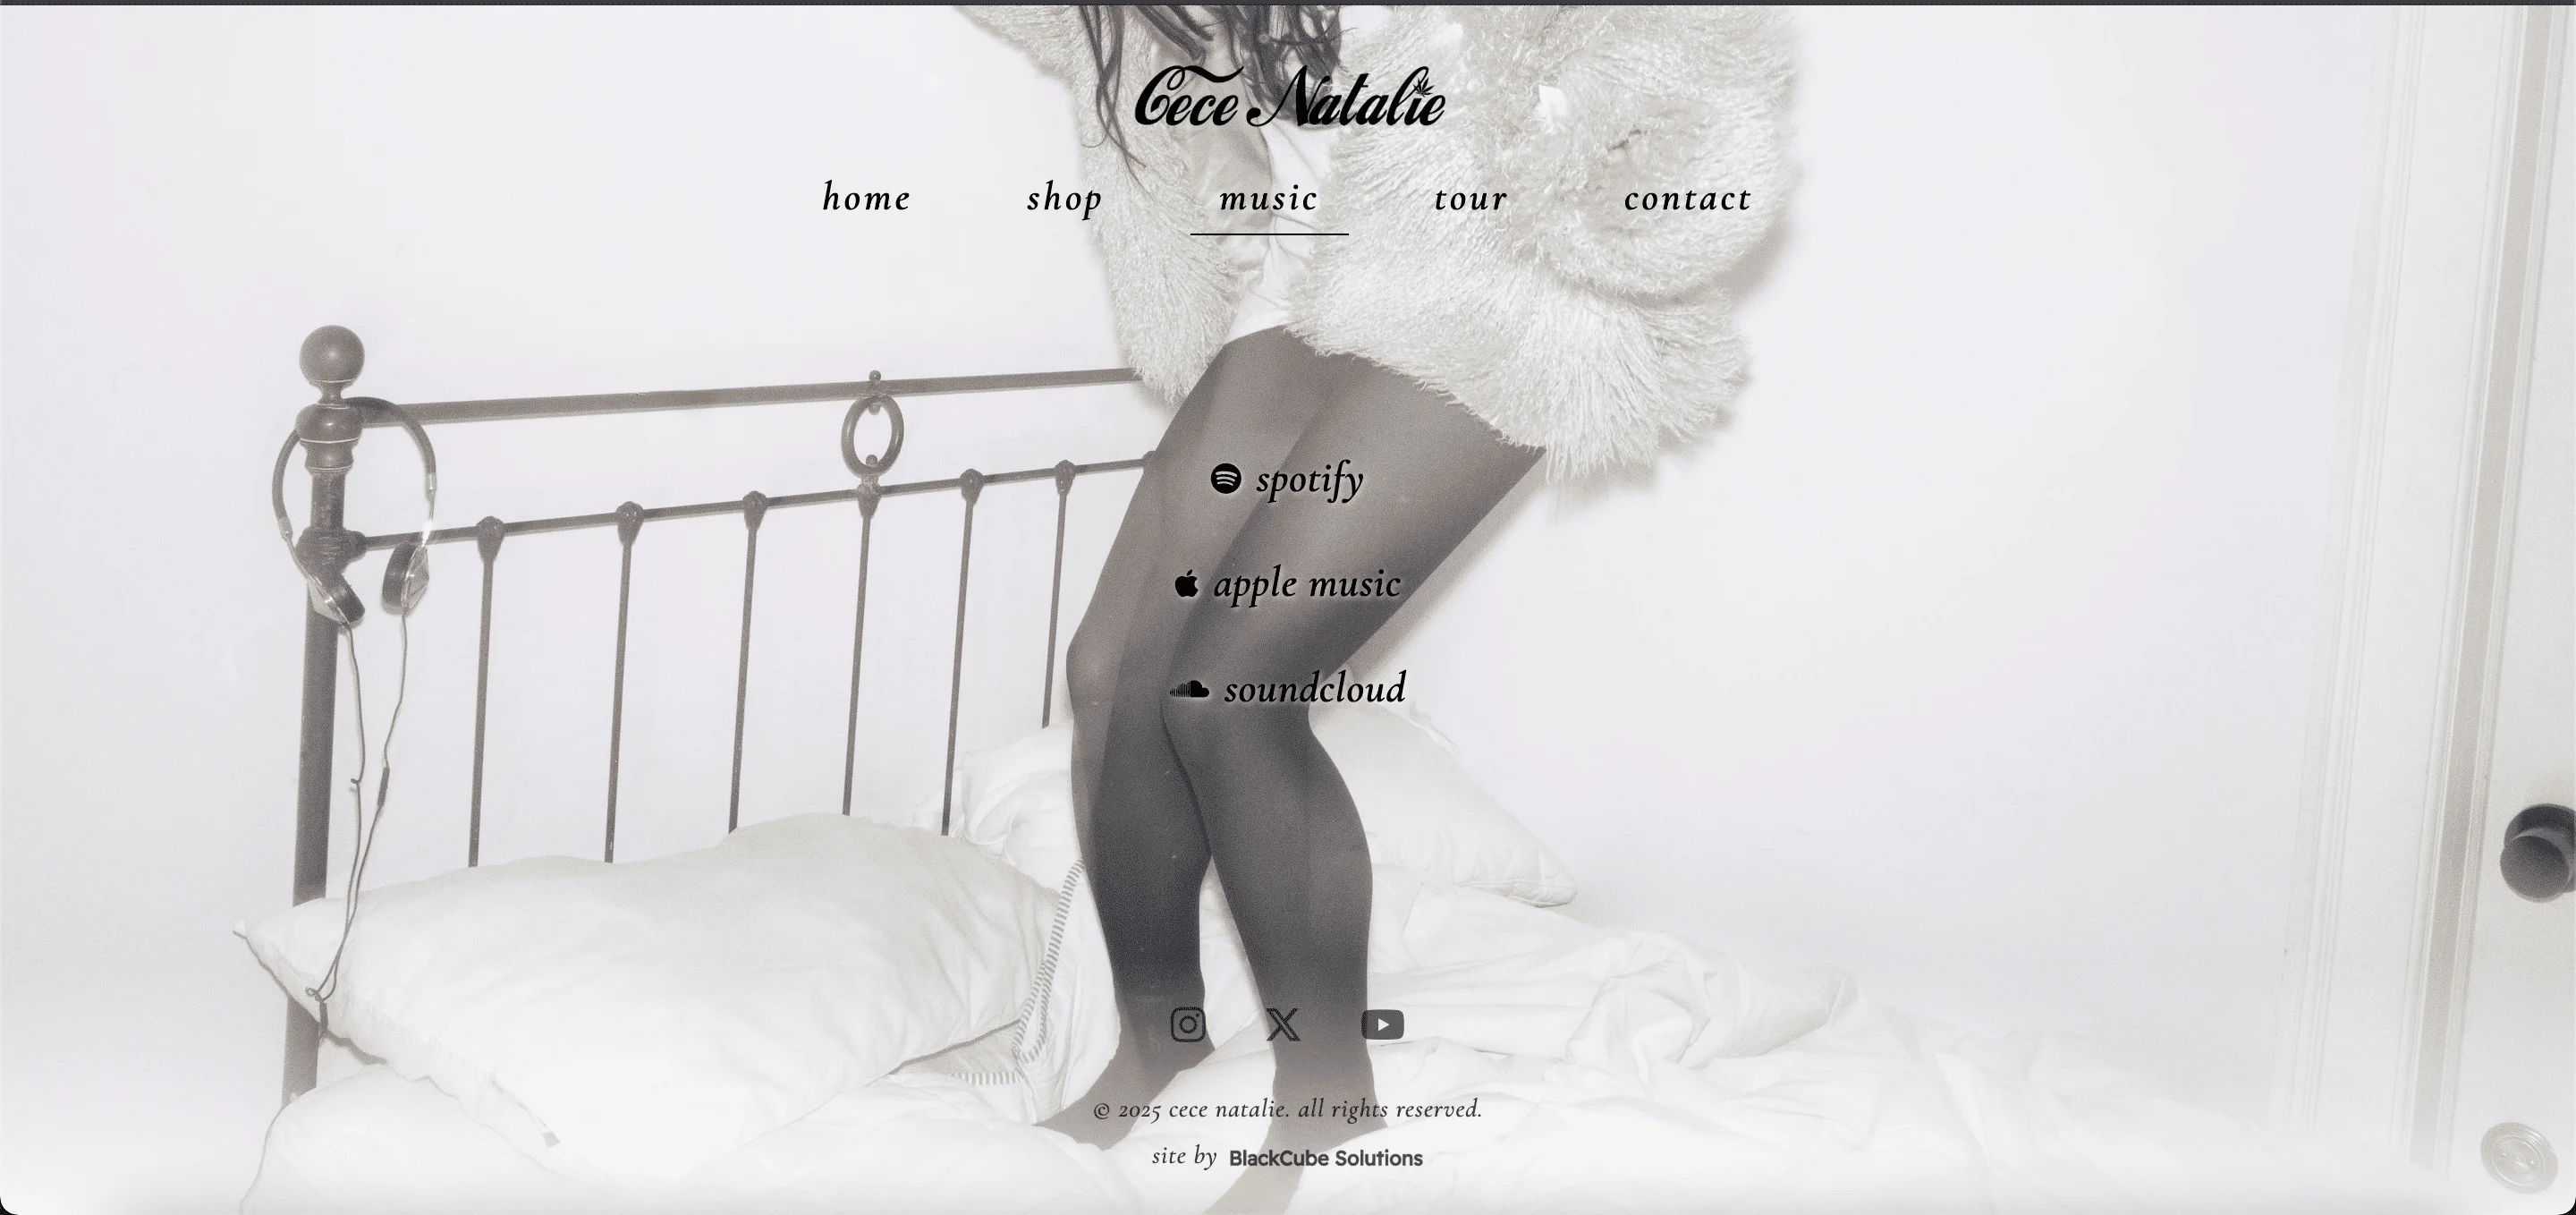 Cece Natalie
home shop music tour contact
spotify
apple music
soundcloud
© 2025 cece natalie. all rights reserved.
site by BlackCube Solutions